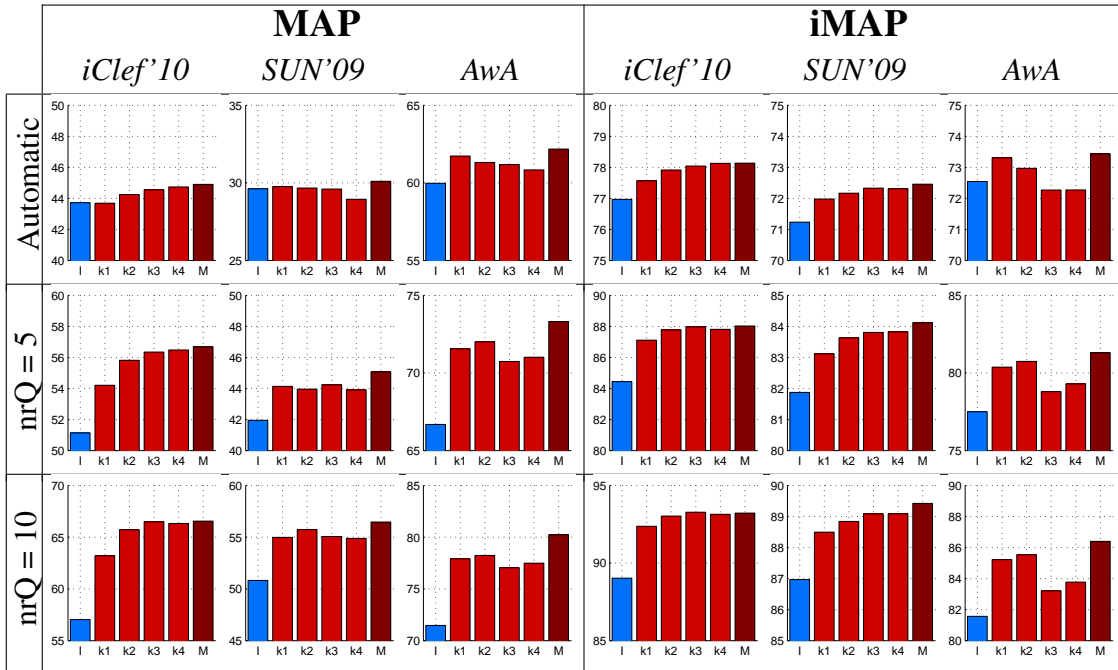 MAP iMAP
iClef'10 SUN'09 AwA iClef'10 SUN'09 AwA
Automatic
50 48 46 44 42 40
I k1 k2 k3 k4 M
35 30 25
I k1 k2 k3 k4 M
65 60 55
I k1 k2 k3 k4 M
80 79 78 77 76 75
I k1 k2 k3 k4 M
75 74 73 72 71 70
I k1 k2 k3 k4 M
75 74 73 72 71 70
I k1 k2 k3 k4 M
nrQ = 5
60 58 56 54 52 50
I k1 k2 k3 k4 M
50 48 46 44 42 40
I k1 k2 k3 k4 M
75 70 65
I k1 k2 k3 k4 M
90 88 86 84 82 80
I k1 k2 k3 k4 M
85 84 83 82 81 80
I k1 k2 k3 k4 M
85 80 75
I k1 k2 k3 k4 M
nrQ = 10
70 65 60 55
I k1 k2 k3 k4 M
60 55 50 45
I k1 k2 k3 k4 M
85 80 75 70
I k1 k2 k3 k4 M
95 90 85
I k1 k2 k3 k4 M
90 89 88 87 86 85
I k1 k2 k3 k4 M
90 88 86 84 82 80
I k1 k2 k3 k4 M